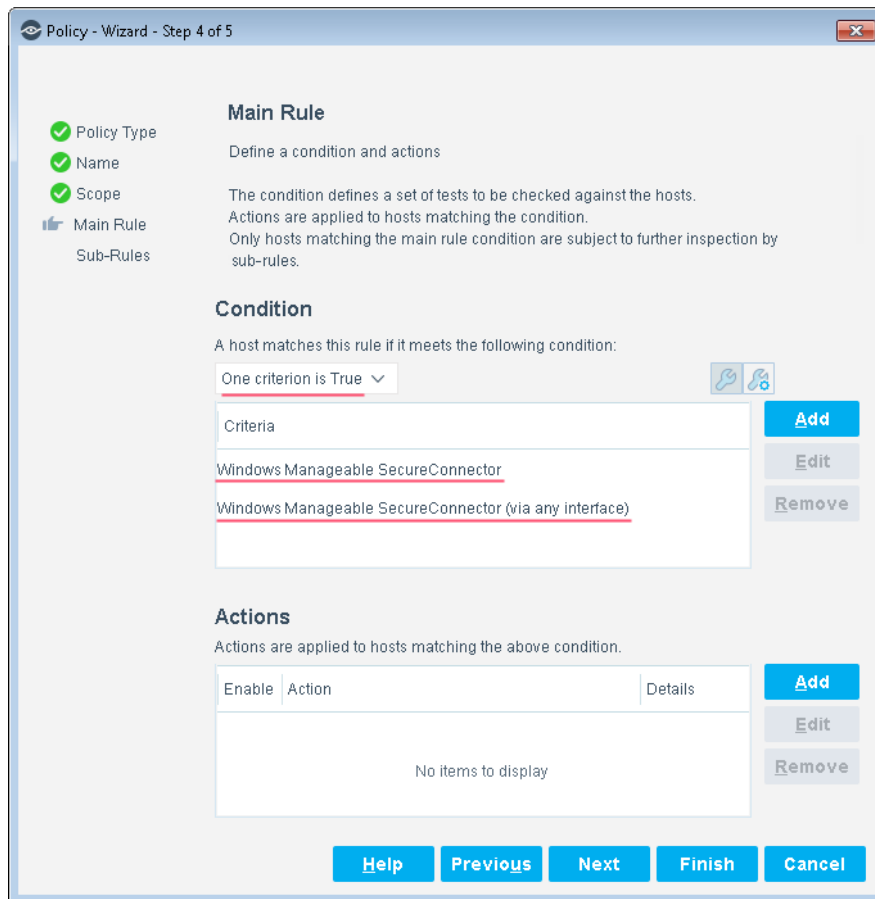 Policy - Wizard - Step 4 of 5
Policy Type
Name
Scope
Main Rule
Sub-Rules
Main Rule
Define a condition and actions
The condition defines a set of tests to be checked against the hosts.
Actions are applied to hosts matching the condition.
Only hosts matching the main rule condition are subject to further inspection by
sub-rules.
Condition
A host matches this rule if it meets the following condition:
One criterion is True
Criteria
Add
Windows Manageable SecureConnector
Edit
Windows Manageable SecureConnector (via any interface)
Remove
Actions
Actions are applied to hosts matching the above condition.
Enable Action Details
Add
Edit
No items to display
Remove
Help Previous Next Finish Cancel